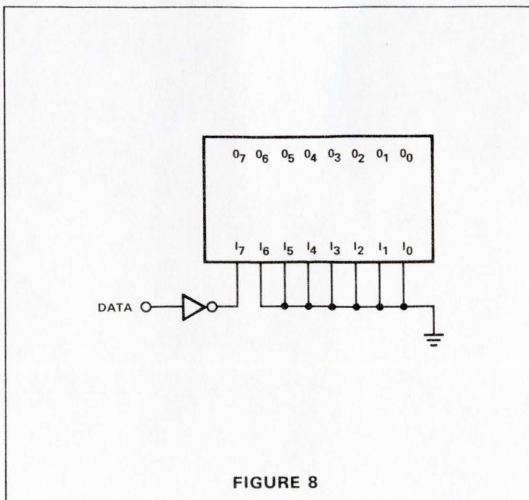 O7 O6 O5 O4 O3 O2 O1 O0
I7 I6 I5 I4 I3 I2 I1 I0
DATA
FIGURE 8